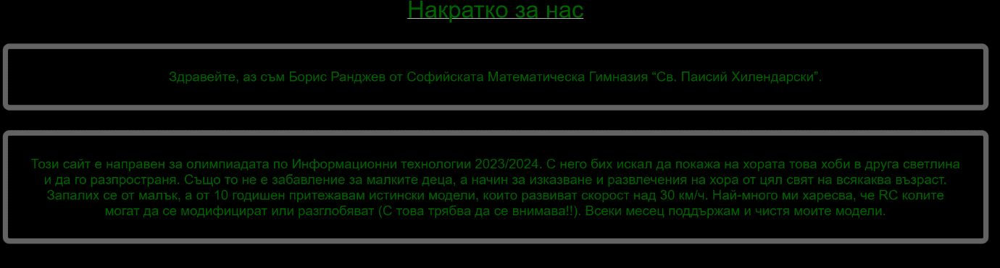 Накратко за нас
Здравейте, аз съм Борис Ранджев от Софийската Математическа Гимназия “Св. Паисий Хилендарски”.
Този сайт е направен за олимпиадата по Информационни технологии 2023/2024. С него бих искал да покажа на хората това хоби в друга светлина
и да го разпространя. Също то не е забавление за малките деца, а начин за изказване и развлечения на хора от цял свят на всякаква възраст.
Запалих се от малък, а от 10 годишен притежавам истински модели, които развиват скорост над 30 км/ч. Най-много ми харесва, че RC колите
могат да се модифицират или разглобяват (С това трябва да се внимава!!). Всеки месец поддържам и чистя моите модели.